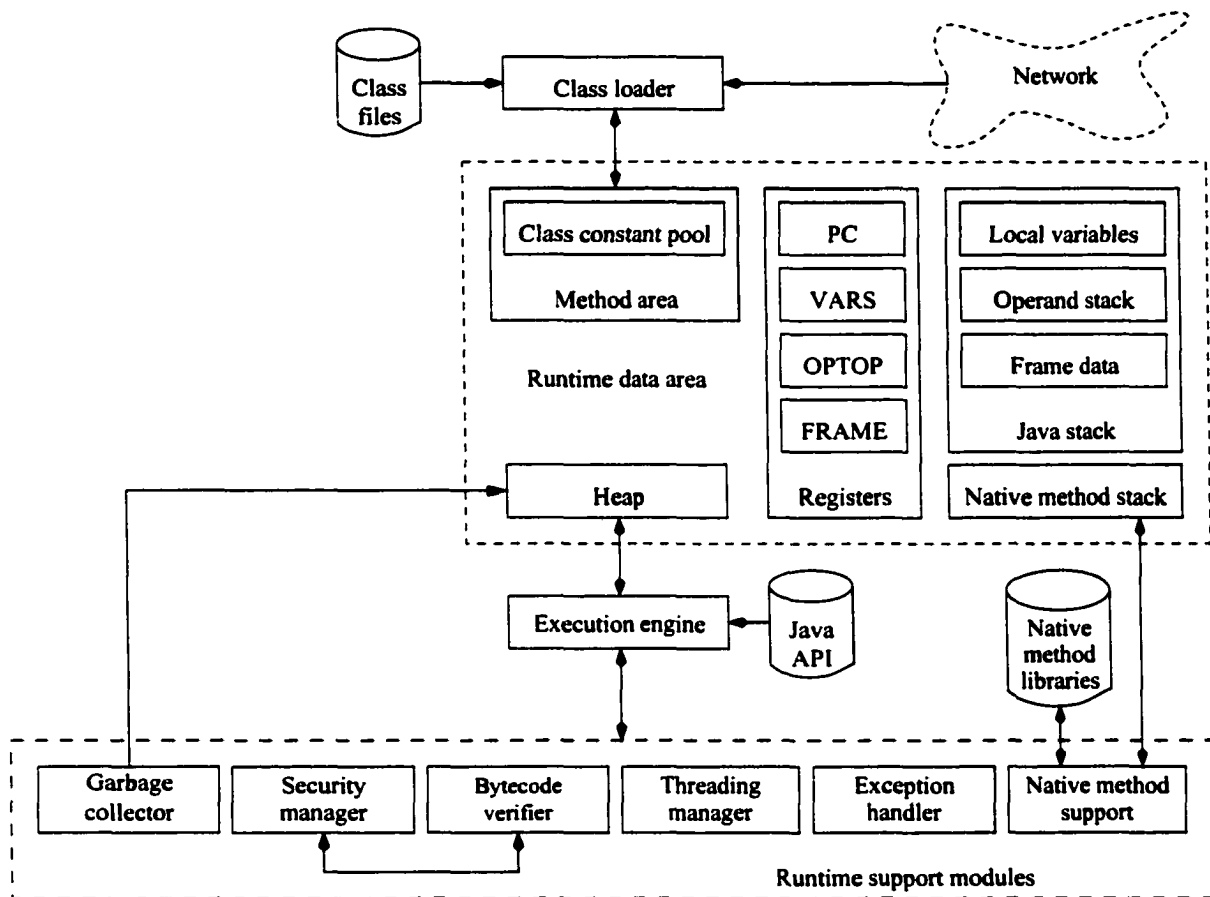 Class
files
Class loader
Network
Class constant pool
Method area
Runtime data area
Heap
PC
VARS
OPTOP
FRAME
Registers
Local variables
Operand stack
Frame data
Java stack
Native method stack
Execution engine
Java
API
Native
method
libraries
Garbage
collector
Security
manager
Bytecode
verifier
Threading
manager
Exception
handler
Native method
support
Runtime support modules